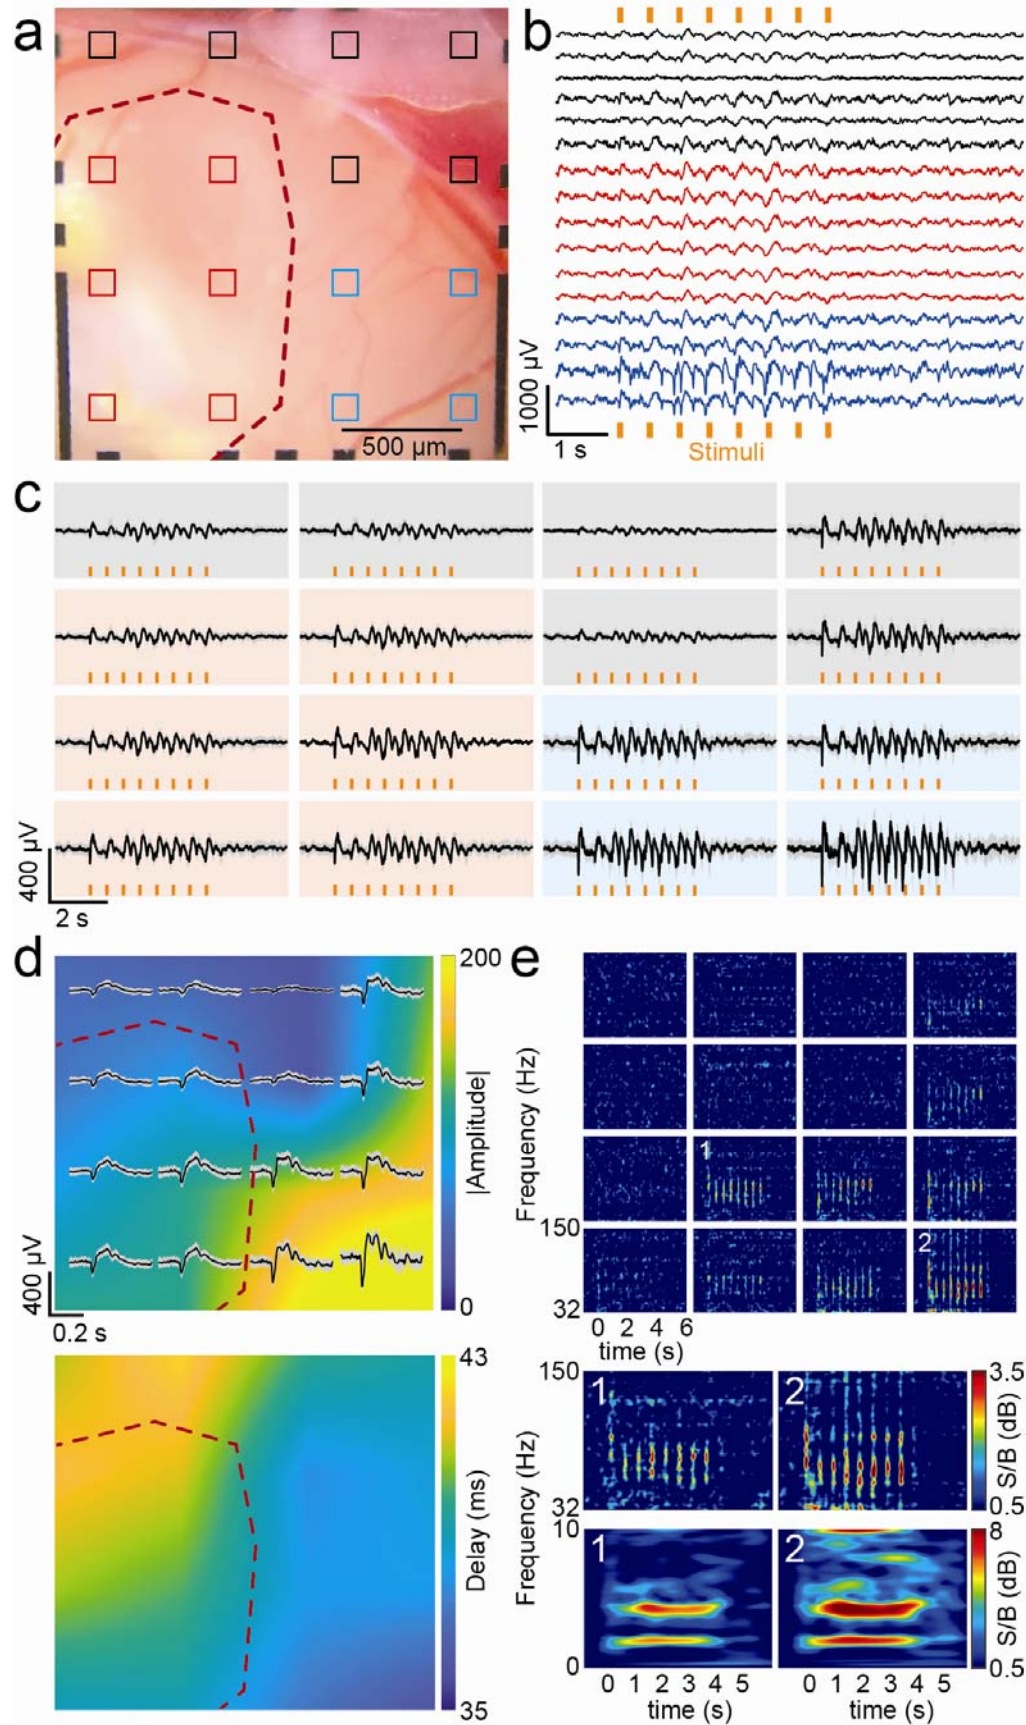 a
500 µm
b
1000 µV
1 s
Stimuli
c
400 µV
2 s
d
200
|Amplitude|
0
400 µV
0.2 s
43
Delay (ms)
35
e
Frequency (Hz)
1
150
2
32
0 2 4 6
time (s)
150
1
2
3.5
Frequency (Hz)
S/B (dB)
32
0.5
10
1
2
8
S/B (dB)
0
0.5
0 1 2 3 4 5
0 1 2 3 4 5
time (s)
time (s)